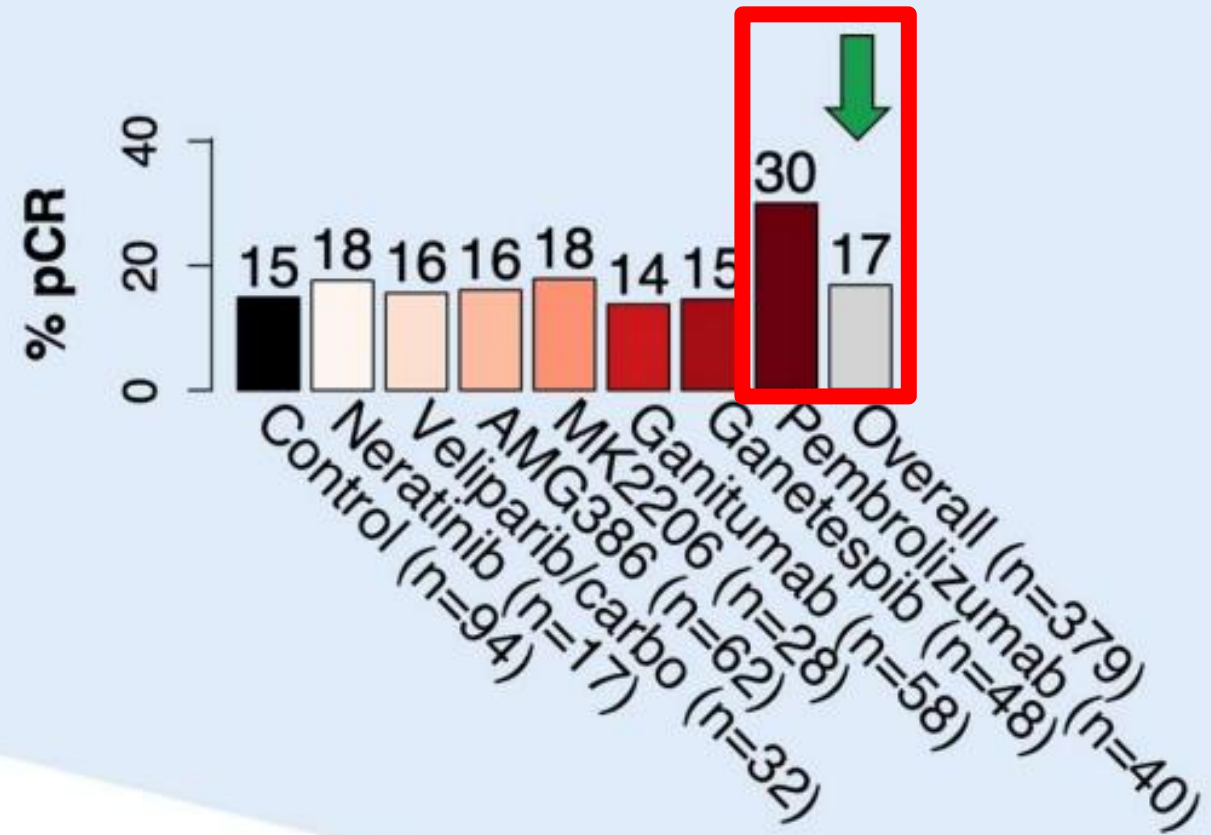 % pCR
40
20
0
15
18
16
16
18
14
15
30
17
Control (n=94)
Neratinib (n=17)
Veliparib/carbo (n=32)
AMG386 (n=62)
MK2206 (n=28)
Ganitumab (n=58)
Ganetespib (n=48)
Pembrolizumab (n=40)
Overall (n=379)